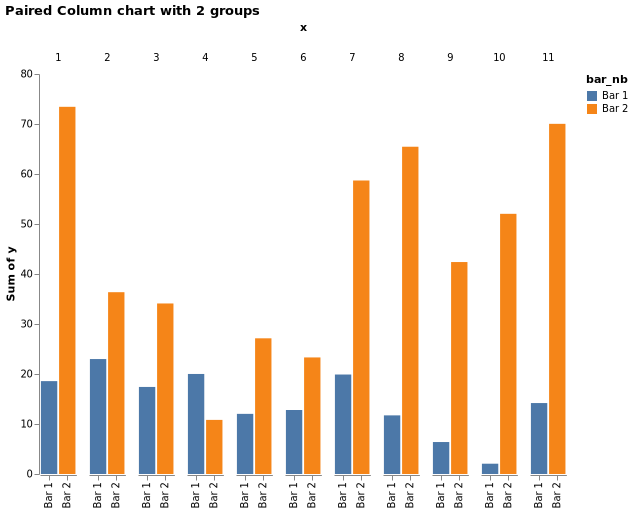 Paired Column chart with 2 groups
x
1 2 3 4 5 6 7 8 9 10 11
80
70
60
50
40
30
20
10
0
Sum of y
Bar 1 Bar 2 Bar 1 Bar 2 Bar 1 Bar 2 Bar 1 Bar 2 Bar 1 Bar 2 Bar 1 Bar 2 Bar 1 Bar 2 Bar 1 Bar 2 Bar 1 Bar 2 Bar 1 Bar 2 Bar 1 Bar 2
bar_nb
Bar 1
Bar 2